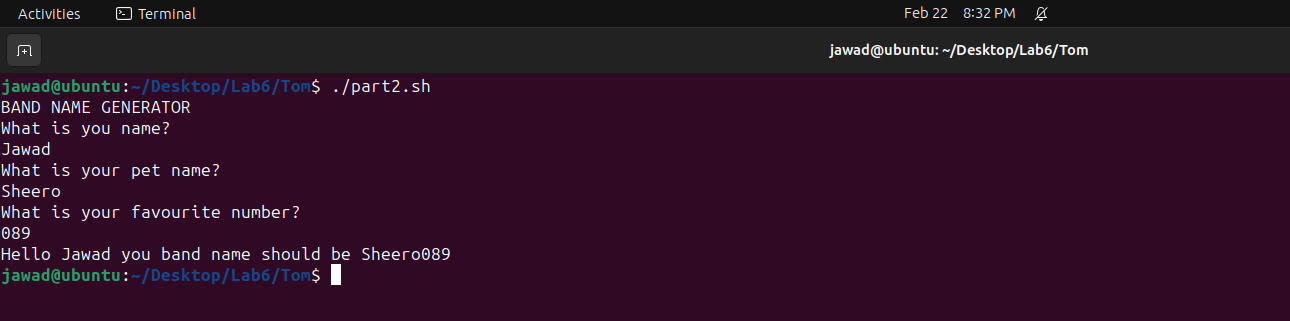 Activities Terminal Feb 22 8:32 PM
jawad@ubuntu: ~/Desktop/Lab6/Tom
jawad@ubuntu:~/Desktop/Lab6/Tom$ ./part2.sh
BAND NAME GENERATOR
What is you name?
Jawad
What is your pet name?
Sheero
What is your favourite number?
089
Hello Jawad you band name should be Sheero089
jawad@ubuntu:~/Desktop/Lab6/Tom$